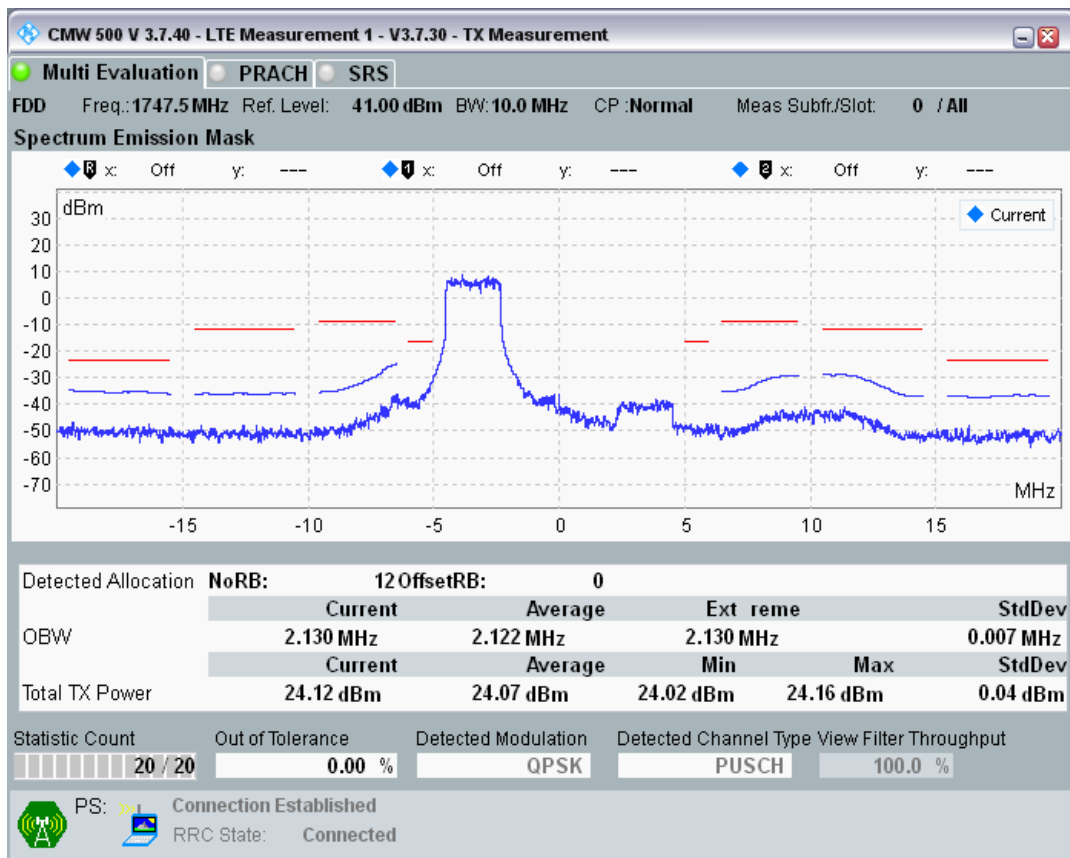 CMW 500 V 3.7.40 - LTE Measurement 1 - V3.7.30 - TX Measurement
Multi Evaluation PRACH SRS
FDD Freq.: 1747.5 MHz Ref. Level: 41.00 dBm BW: 10.0 MHz CP :Normal Meas Subfr./Slot: 0 / All
Spectrum Emission Mask
R x: Off y: --- 1 x: Off y: --- 2 x: Off y: ---
dBm
Current
30
20
10
0
-10
-20
-30
-40
-50
-60
-70
MHz
-15 -10 -5 0 5 10 15
Detected Allocation NoRB: 12 OffsetRB: 0
Current Average Ext reme StdDev
OBW 2.130 MHz 2.122 MHz 2.130 MHz 0.007 MHz
Current Average Min Max StdDev
Total TX Power 24.12 dBm 24.07 dBm 24.02 dBm 24.16 dBm 0.04 dBm
Statistic Count Out of Tolerance Detected Modulation Detected Channel Type View Filter Throughput
20 / 20 0.00 % QPSK PUSCH 100.0 %
PS: Connection Established
RRC State: Connected